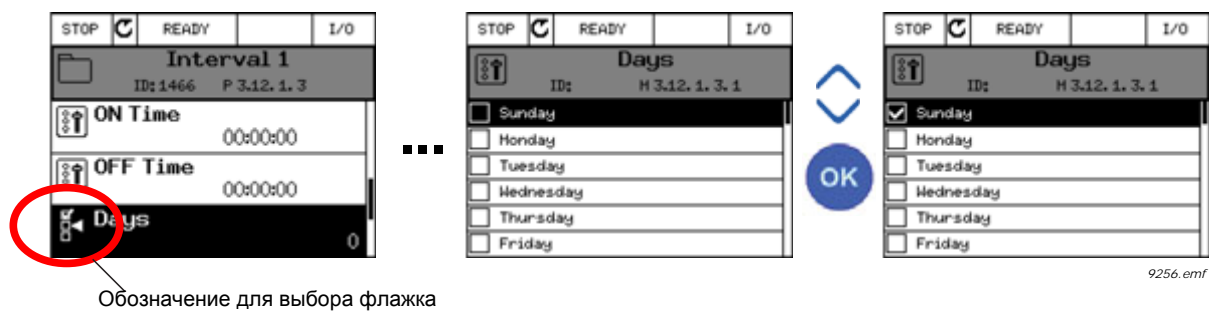 STOP READY I/O
Interval 1
ID:1466 P 3.12.1.3
ON Time
00:00:00
OFF Time
00:00:00
Days
0
STOP READY I/O
Days
ID: M 3.12.1.3.1
Sunday
Monday
Tuesday
Wednesday
Thursday
Friday
OK
STOP READY I/O
Days
ID: M 3.12.1.3.1
Sunday
Monday
Tuesday
Wednesday
Thursday
Friday
9256.emf
Обозначение для выбора флажка